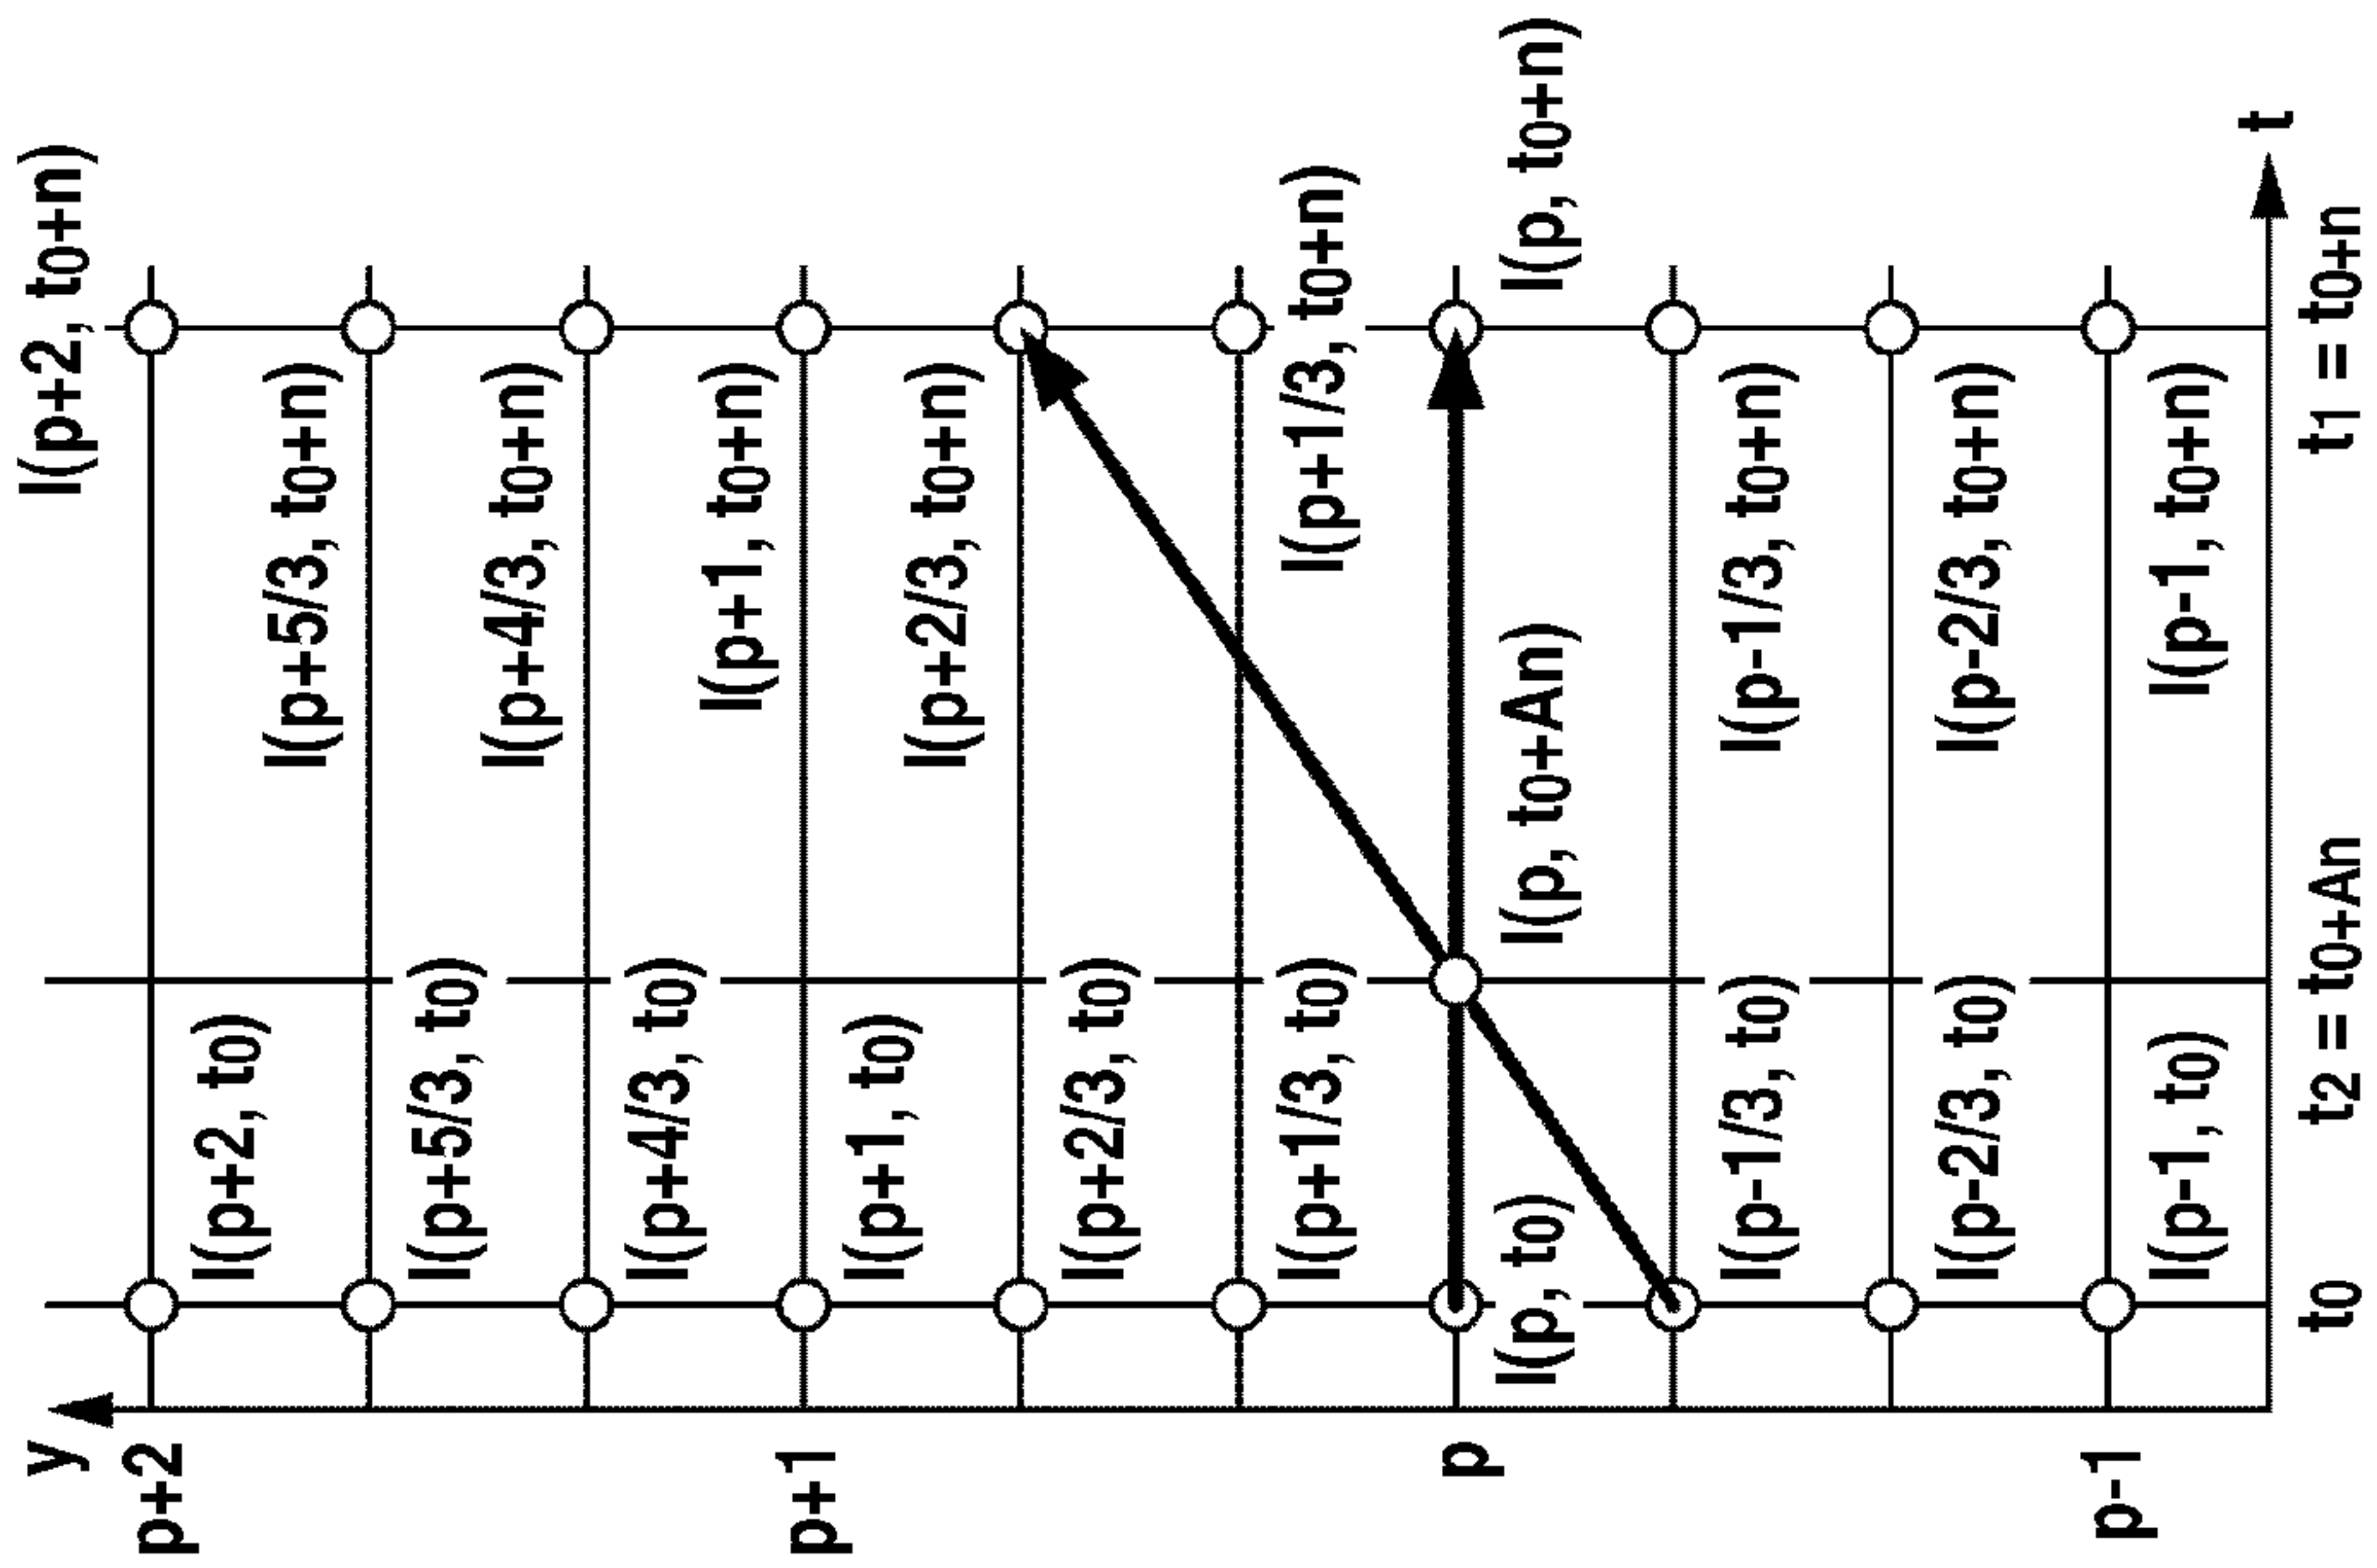 y
p+2
p+1
p
p-1
I(p+2, t0)
I(p+5/3, t0)
I(p+4/3, t0)
I(p+1, t0)
I(p+2/3, t0)
I(p+1/3, t0)
I(p, t0)
I(p-1/3, t0)
I(p-2/3, t0)
I(p-1, t0)
I(p, t0+An)
I(p+2, t0+n)
I(p+5/3, t0+n)
I(p+4/3, t0+n)
I(p+1, t0+n)
I(p+2/3, t0+n)
I(p+1/3, t0+n)
I(p, t0+n)
I(p-1/3, t0+n)
I(p-2/3, t0+n)
I(p-1, t0+n)
t0
t2 = t0+An
t1 = t0+n
t